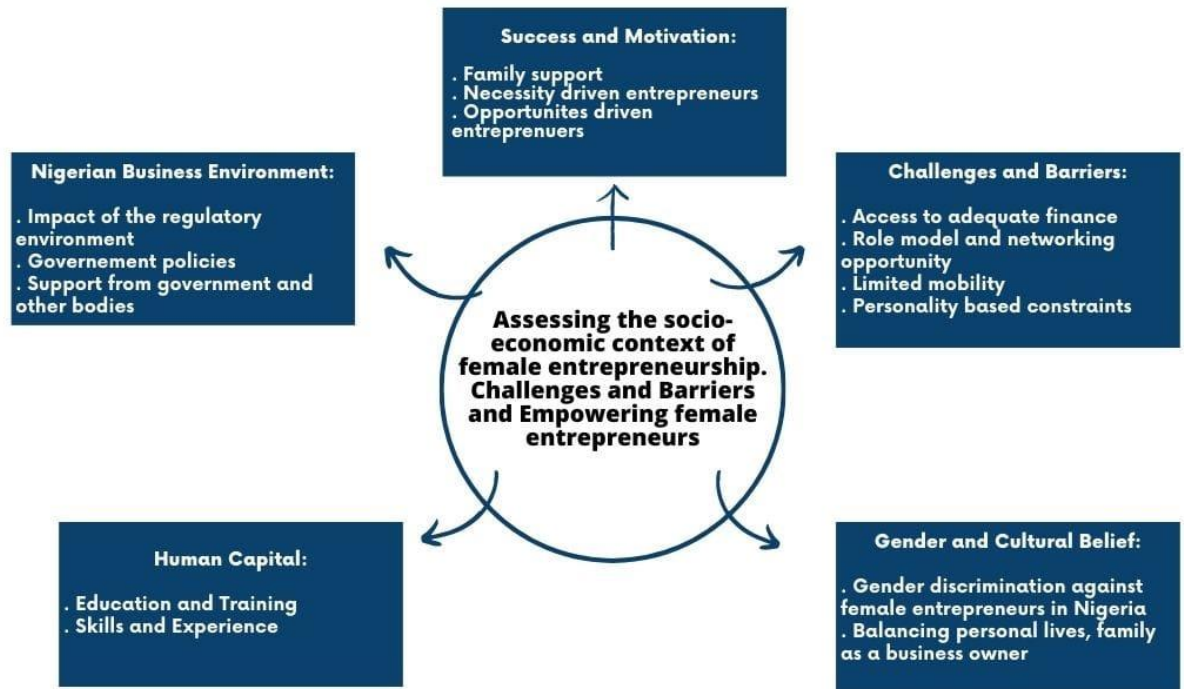 Success and Motivation:
. Family support
. Necessity driven entrepreneurs
. Opportunites driven
entreprenuers
Nigerian Business Environment:
. Impact of the regulatory
environment
. Governement policies
. Support from government and
other bodies
Challenges and Barriers:
. Access to adequate finance
. Role model and networking
opportunity
. Limited mobility
. Personality based constraints
Assessing the socio-
economic context of
female entrepreneurship.
Challenges and Barriers
and Empowering female
entrepreneurs
Human Capital:
. Education and Training
. Skills and Experience
Gender and Cultural Belief:
. Gender discrimination against
female entrepreneurs in Nigeria
. Balancing personal lives, family
as a business owner